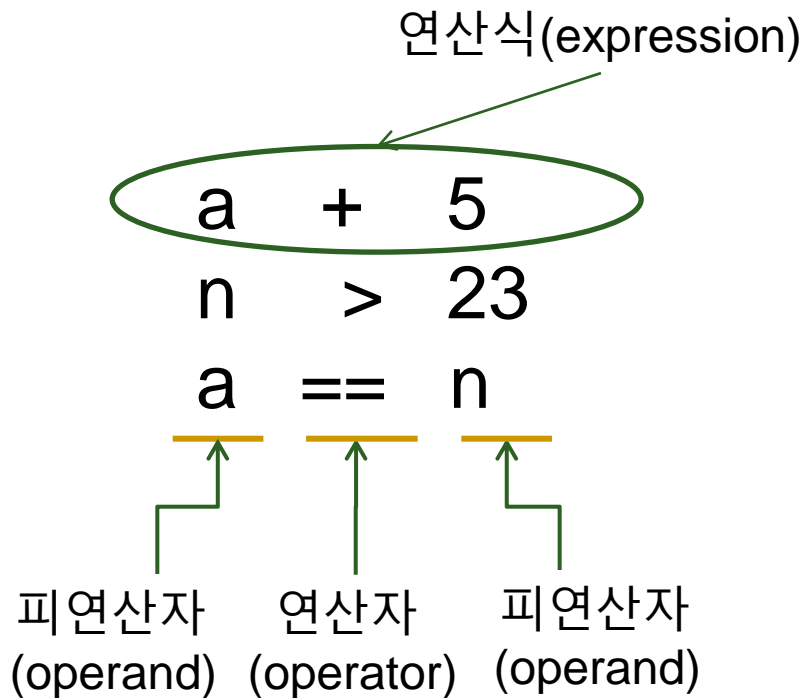 연산식(expression)
a + 5
n > 23
a == n
피연산자 연산자 피연산자
(operand) (operator) (operand)